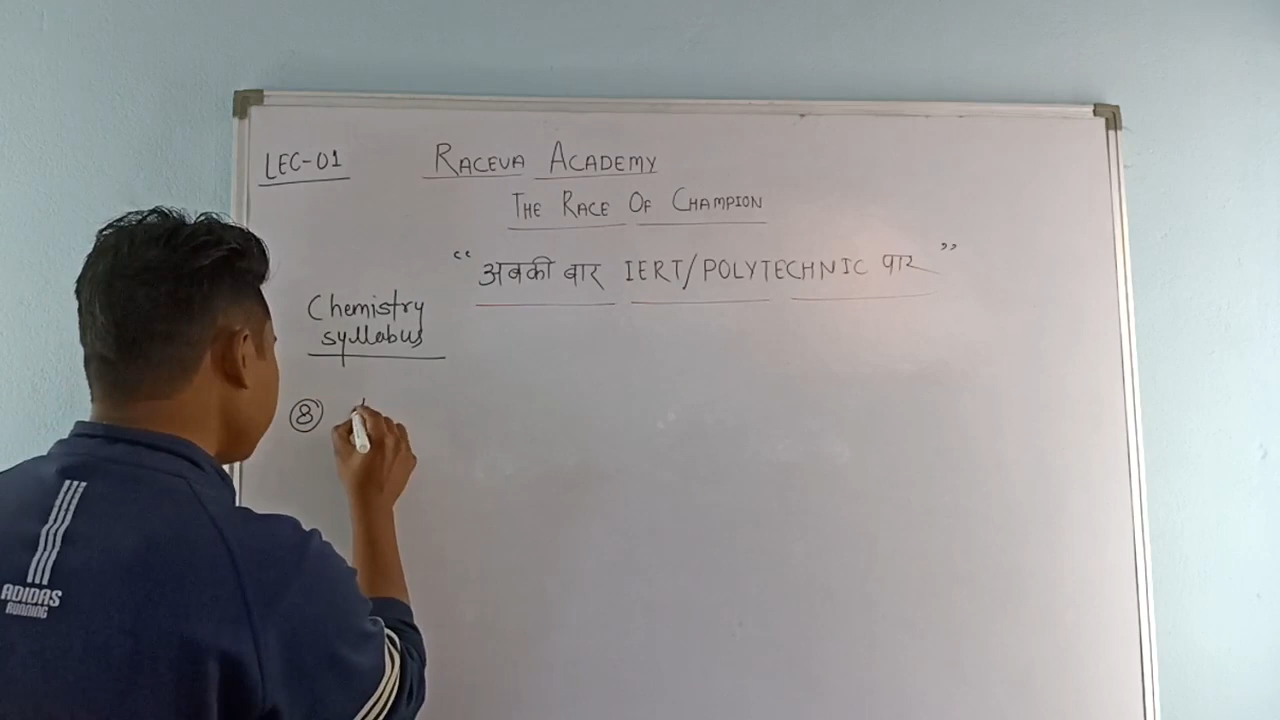 LEC-01
RACEVA ACADEMY
THE RACE OF CHAMPION
“ अबकी बार IERT/POLYTECHNIC पार ”
Chemistry
syllabus
8
ADIDAS
RUNNING